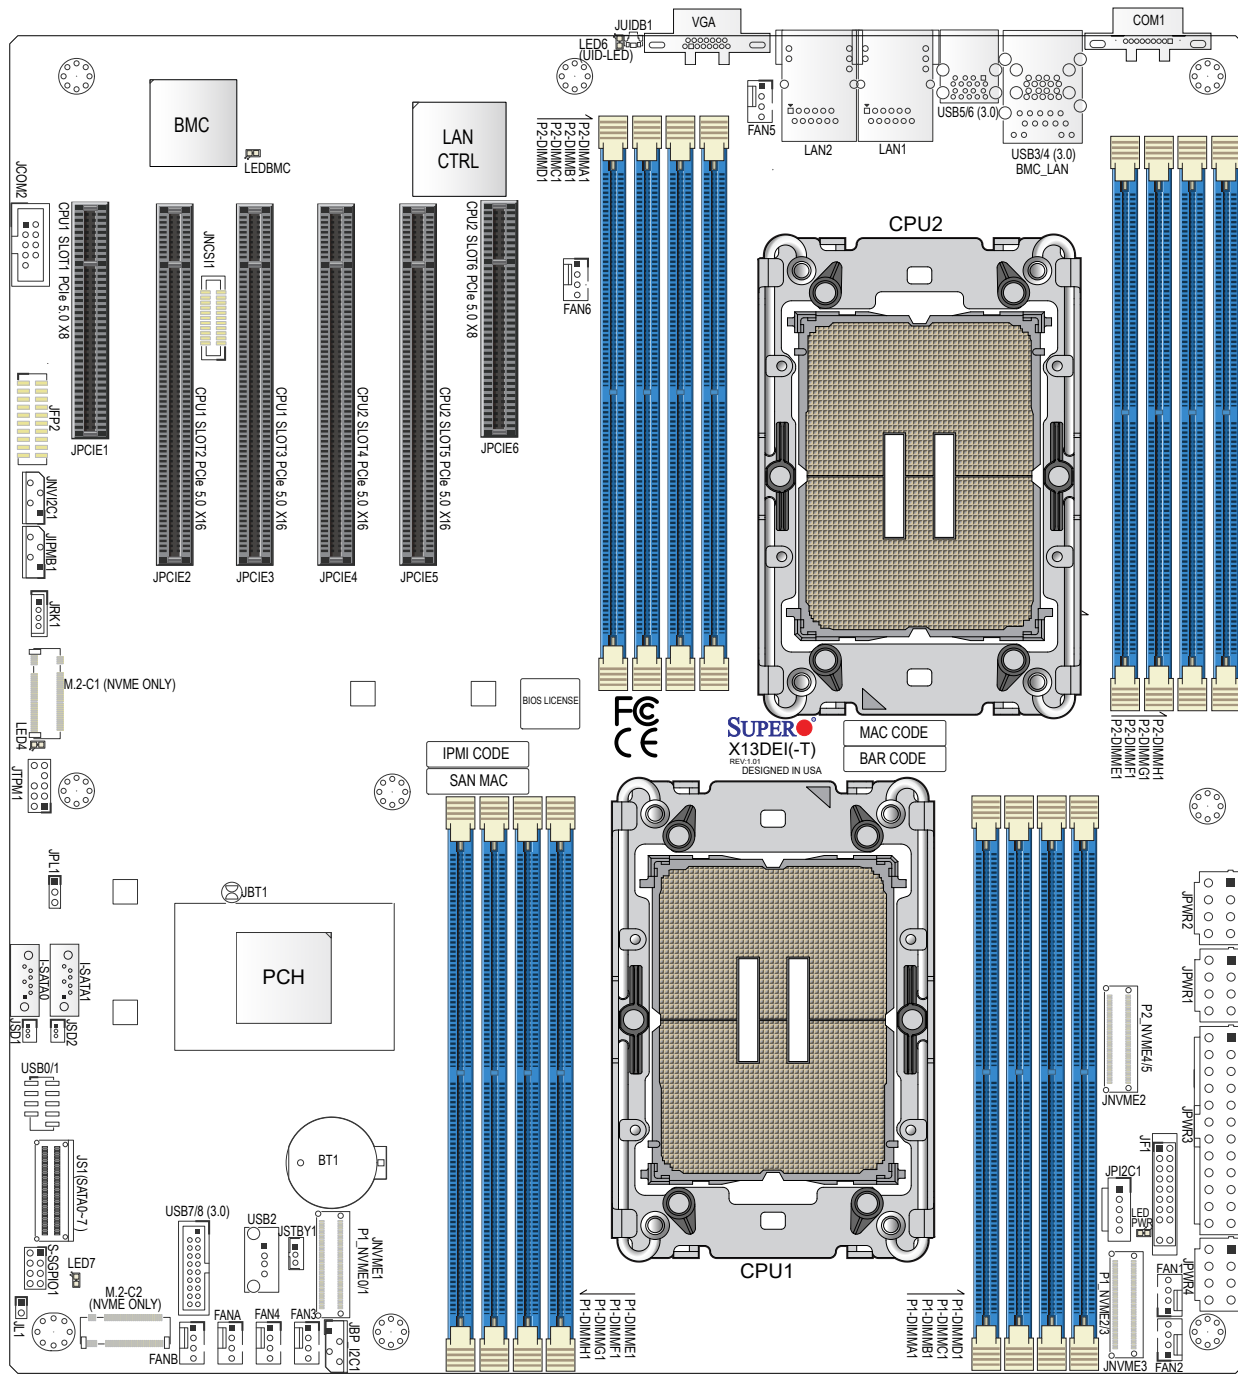 JUIDB1
VGA
COM1
LED6
(UID-LED)
BMC
LEDBMC
LAN
CTRL
P2-DIMMA1
P2-DIMMB1
P2-DIMMC1
P2-DIMMD1
FAN5
LAN2
LAN1
USB5/6 (3.0)
USB3/4 (3.0)
BMC_LAN
JCOM2
CPU1 SLOT1 PCIe 5.0 X8
JNCSI1
CPU2 SLOT6 PCIe 5.0 X8
FAN6
CPU2
JFP2
JPCIE1
CPU1 SLOT2 PCIe 5.0 X16
CPU1 SLOT3 PCIe 5.0 X16
CPU2 SLOT4 PCIe 5.0 X16
CPU2 SLOT5 PCIe 5.0 X16
JPCIE6
JNVI2C1
JIPMB1
JPCIE2
JPCIE3
JPCIE4
JPCIE5
JRK1
M.2-C1 (NVME ONLY)
BIOS LICENSE
LED4
FC
CE
SUPER
X13DEI(-T)
REV:1.01
DESIGNED IN USA
MAC CODE
BAR CODE
P2-DIMMH1
P2-DIMMG1
P2-DIMMF1
P2-DIMME1
IPMI CODE
SAN MAC
JTPM1
JPL1
JBT1
JPWR2
PCH
I-SATA0
I-SATA1
JPWR1
JSD1
JSD2
P2_NVME4/5
JNVME2
USB0/1
JPWR3
JF1
JS1(SATA0~7)
BT1
JPI2C1
USB7/8 (3.0)
USB2
JSTBY1
JNVME1
P1_NVME0/1
LED
PWR
S-SGPIO1
LED7
CPU1
FAN1
JPWR4
M.2-C2
(NVME ONLY)
P1_NVME2/3
JL1
FANA
FAN4
FAN3
JBP_I2C1
FANB
P1-DIMME1
P1-DIMMF1
P1-DIMMG1
P1-DIMMH1
P1-DIMMD1
P1-DIMMC1
P1-DIMMB1
P1-DIMMA1
JNVME3
FAN2